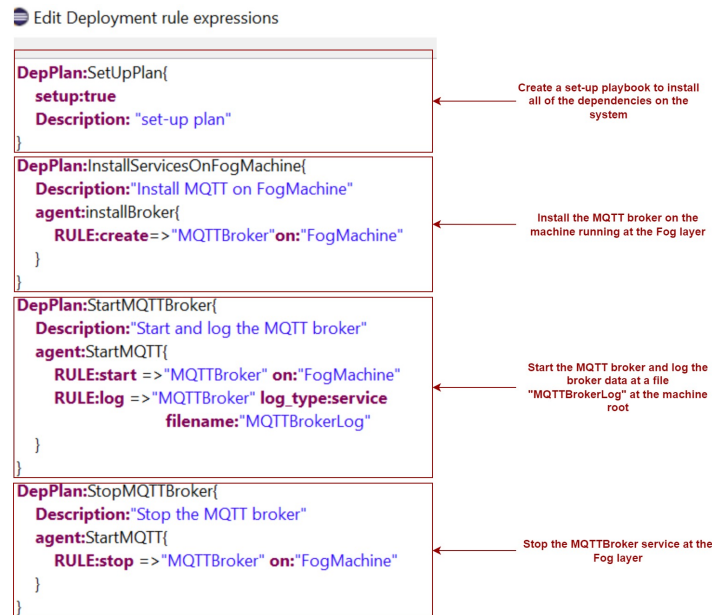 Edit Deployment rule expressions
DepPlan:SetUpPlan{
setup:true
Description: "set-up plan"
}
Create a set-up playbook to install
all of the dependencies on the
system
DepPlan:InstallServicesOnFogMachine{
Description:"Install MQTT on FogMachine"
agent:installBroker{
RULE:create=>"MQTTBroker"on:"FogMachine"
}
}
Install the MQTT broker on the
machine running at the Fog layer
DepPlan:StartMQTTBroker{
Description:"Start and log the MQTT broker"
agent:StartMQTT{
RULE:start =>"MQTTBroker" on:"FogMachine"
RULE:log =>"MQTTBroker" log_type:service
filename:"MQTTBrokerLog"
}
}
Start the MQTT broker and log the
broker data at a file
"MQTTBrokerLog" at the machine
root
DepPlan:StopMQTTBroker{
Description:"Stop the MQTT broker"
agent:StartMQTT{
RULE:stop =>"MQTTBroker" on:"FogMachine"
}
}
Stop the MQTTBroker service at the
Fog layer